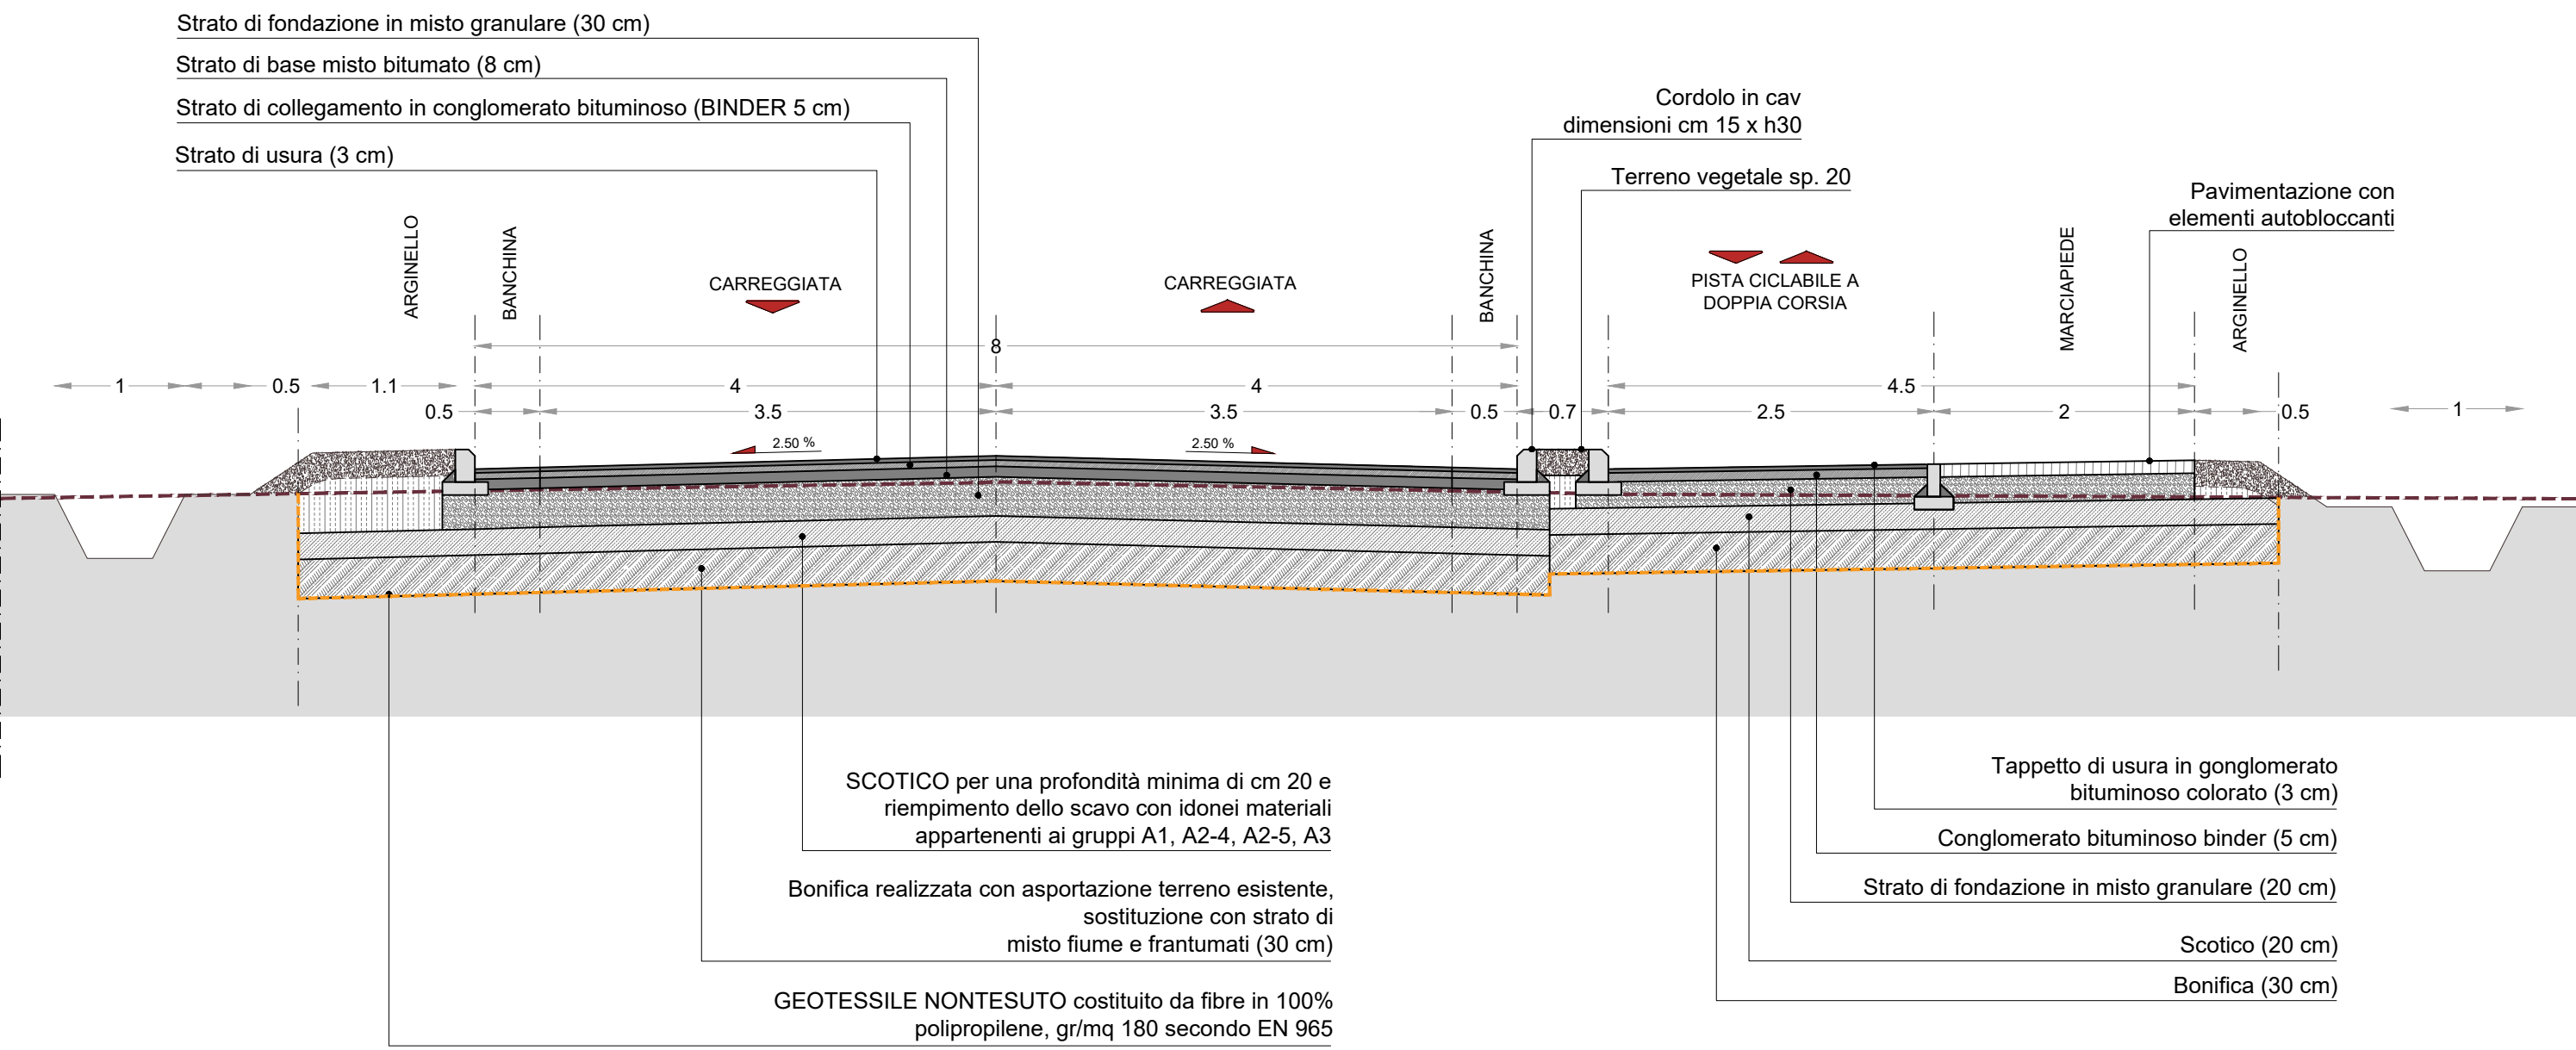 Strato di fondazione in misto granulare (30 cm)
Strato di base misto bitumato (8 cm)
Strato di collegamento in conglomerato bituminoso (BINDER 5 cm)
Strato di usura (3 cm)
Cordolo in cav
dimensioni cm 15 x h30
Terreno vegetale sp. 20
Pavimentazione con
elementi autobloccanti
ARGINELLO
BANCHINA
CARREGGIATA
CARREGGIATA
BANCHINA
PISTA CICLABILE A
DOPPIA CORSIA
MARCIAPIEDE
ARGINELLO
8
1
0.5
1.1
4
4
4.5
0.5
3.5
3.5
0.5
0.7
2.5
2
0.5
1
2.50 %
2.50 %
SCOTICO per una profondità minima di cm 20 e
riempimento dello scavo con idonei materiali
appartenenti ai gruppi A1, A2-4, A2-5, A3
Bonifica realizzata con asportazione terreno esistente,
sostituzione con strato di
misto fiume e frantumati (30 cm)
GEOTESSILE NONTESUTO costituito da fibre in 100%
polipropilene, gr/mq 180 secondo EN 965
Tappetto di usura in gonglomerato
bituminoso colorato (3 cm)
Conglomerato bituminoso binder (5 cm)
Strato di fondazione in misto granulare (20 cm)
Scotico (20 cm)
Bonifica (30 cm)